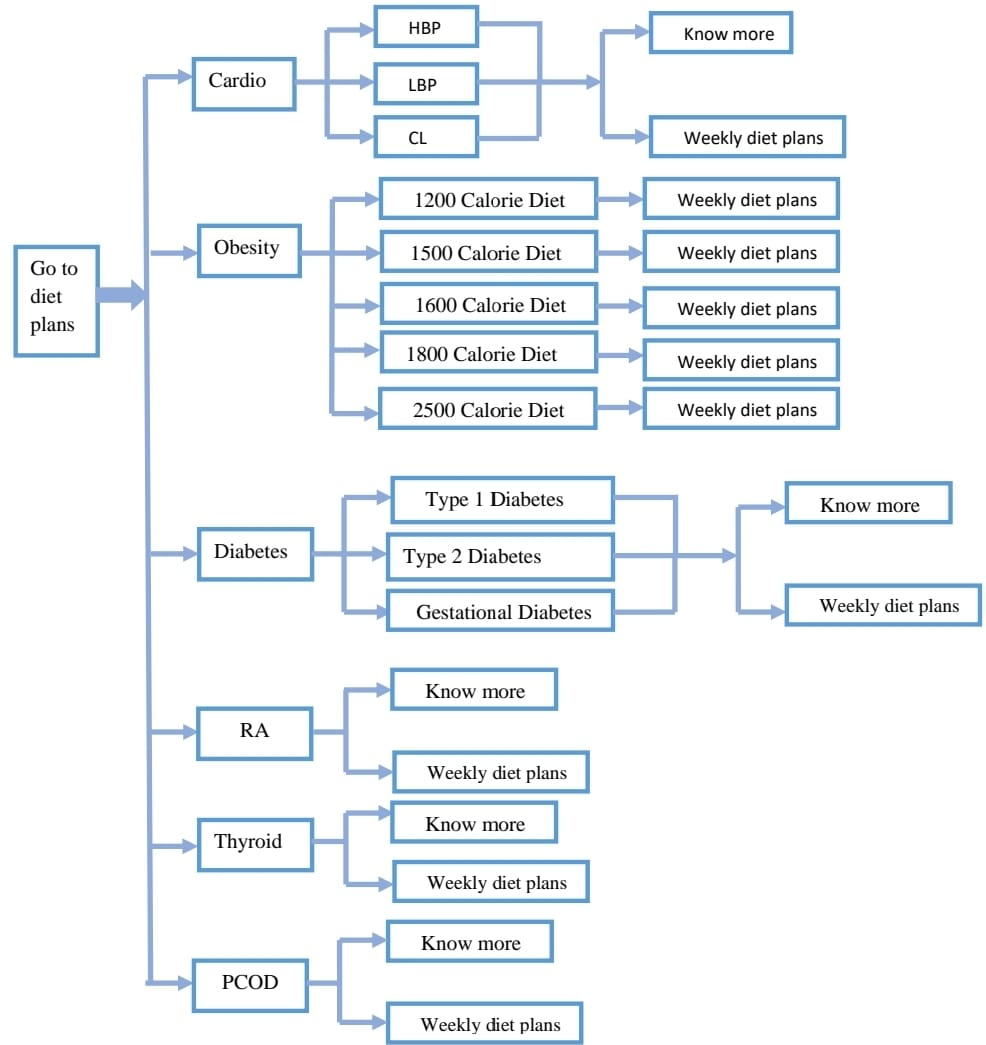 Go to
diet
plans
Cardio
HBP
LBP
CL
Know more
Weekly diet plans
Obesity
1200 Calorie Diet
Weekly diet plans
1500 Calorie Diet
Weekly diet plans
1600 Calorie Diet
Weekly diet plans
1800 Calorie Diet
Weekly diet plans
2500 Calorie Diet
Weekly diet plans
Diabetes
Type 1 Diabetes
Type 2 Diabetes
Gestational Diabetes
Know more
Weekly diet plans
RA
Know more
Weekly diet plans
Thyroid
Know more
Weekly diet plans
PCOD
Know more
Weekly diet plans